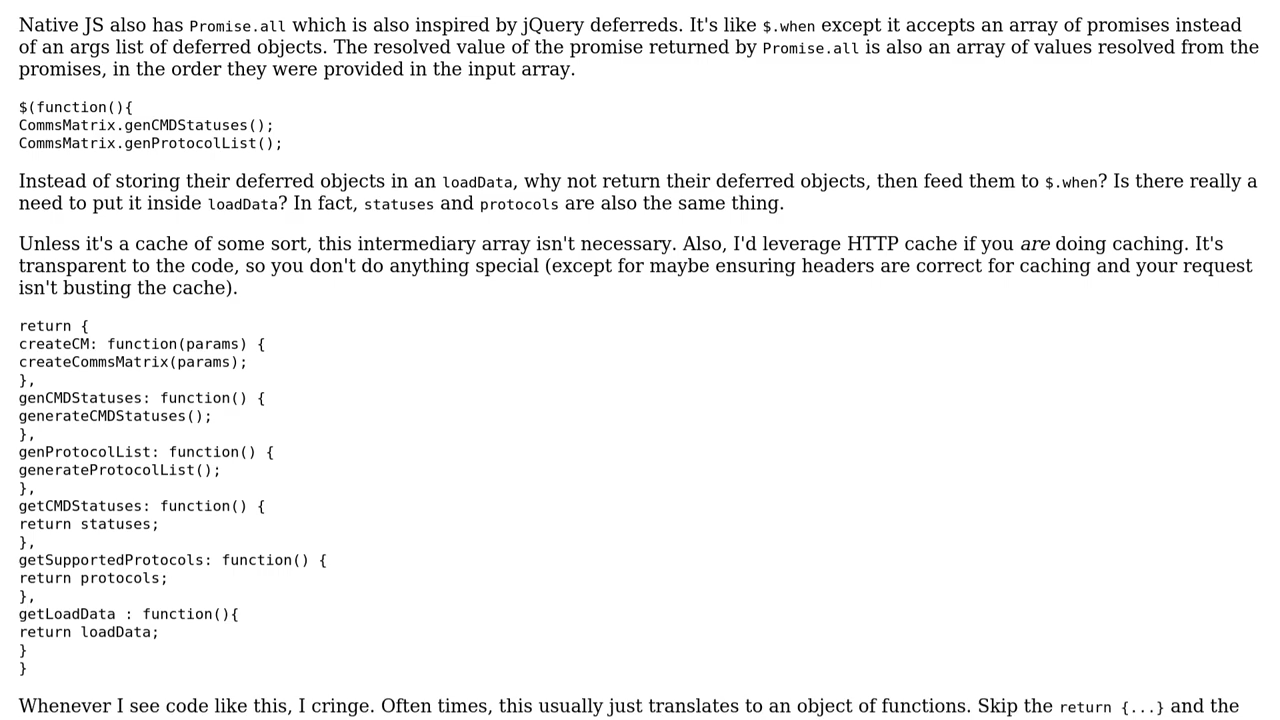 Native JS also has Promise.all which is also inspired by jQuery deferreds. It's like $.when except it accepts an array of promises instead
of an args list of deferred objects. The resolved value of the promise returned by Promise.all is also an array of values resolved from the
promises, in the order they were provided in the input array.
$(function(){
CommsMatrix.genCMDStatuses();
CommsMatrix.genProtocolList();
Instead of storing their deferred objects in an loadData, why not return their deferred objects, then feed them to $.when? Is there really a
need to put it inside loadData? In fact, statuses and protocols are also the same thing.
Unless it's a cache of some sort, this intermediary array isn't necessary. Also, I'd leverage HTTP cache if you are doing caching. It's
transparent to the code, so you don't do anything special (except for maybe ensuring headers are correct for caching and your request
isn't busting the cache).
return {
createCM: function(params) {
createCommsMatrix(params);
},
genCMDStatuses: function() {
generateCMDStatuses();
},
genProtocolList: function() {
generateProtocolList();
},
getCMDStatuses: function() {
return statuses;
},
getSupportedProtocols: function() {
return protocols;
},
getLoadData : function(){
return loadData;
}
}
Whenever I see code like this, I cringe. Often times, this usually just translates to an object of functions. Skip the return {...} and the